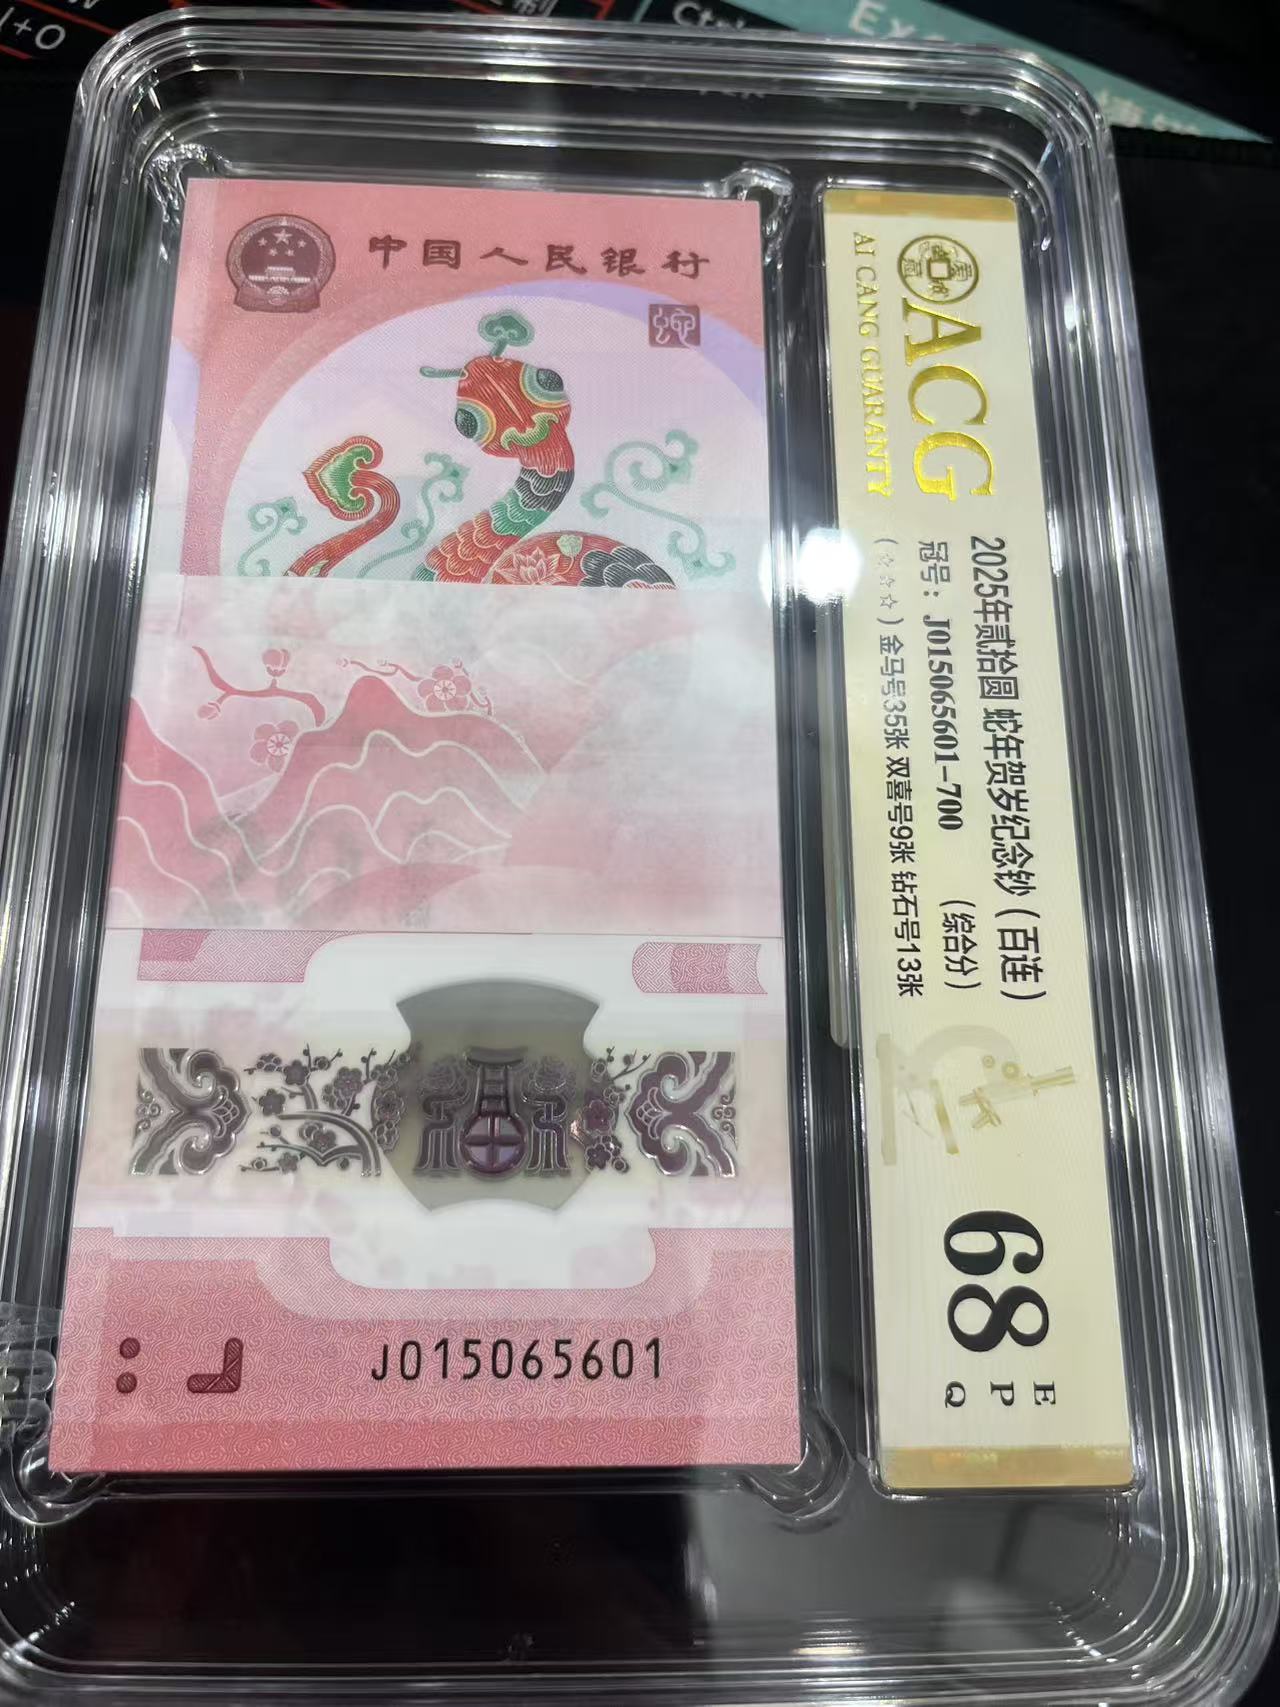 中国人民银行
J015065601
ACG
AI CANG GUARANTY
2025年贰拾圆 蛇年贺岁纪念钞（百连）
冠号：J015065601-700 （综合分）
（☆☆☆）金马号35张 双喜号9张 钻石号13张
68
E
P
Q